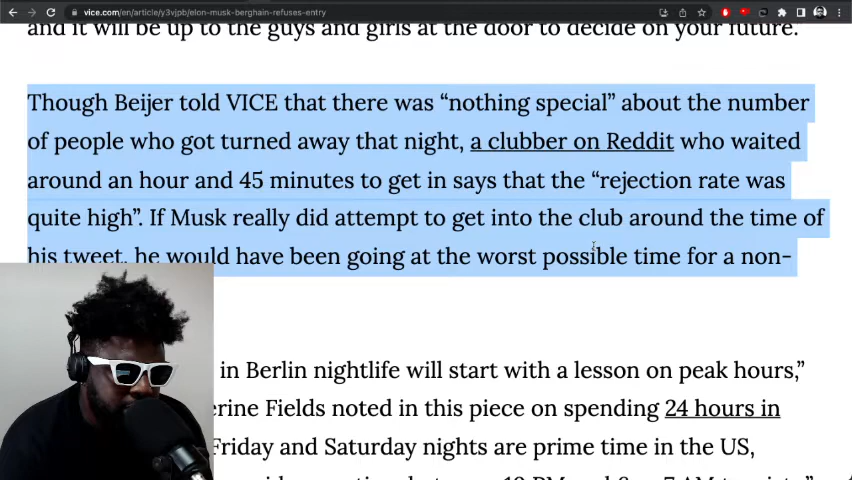 vice.com/en/article/y3vjpb/elon-musk-berghain-refuses-entry
and it will be up to the guys and girls at the door to decide on your future.
Though Beijer told VICE that there was “nothing special” about the number
of people who got turned away that night, a clubber on Reddit who waited
around an hour and 45 minutes to get in says that the “rejection rate was
quite high”. If Musk really did attempt to get into the club around the time of
his tweet, he would have been going at the worst possible time for a non-
in Berlin nightlife will start with a lesson on peak hours,”
erine Fields noted in this piece on spending 24 hours in
Friday and Saturday nights are prime time in the US,